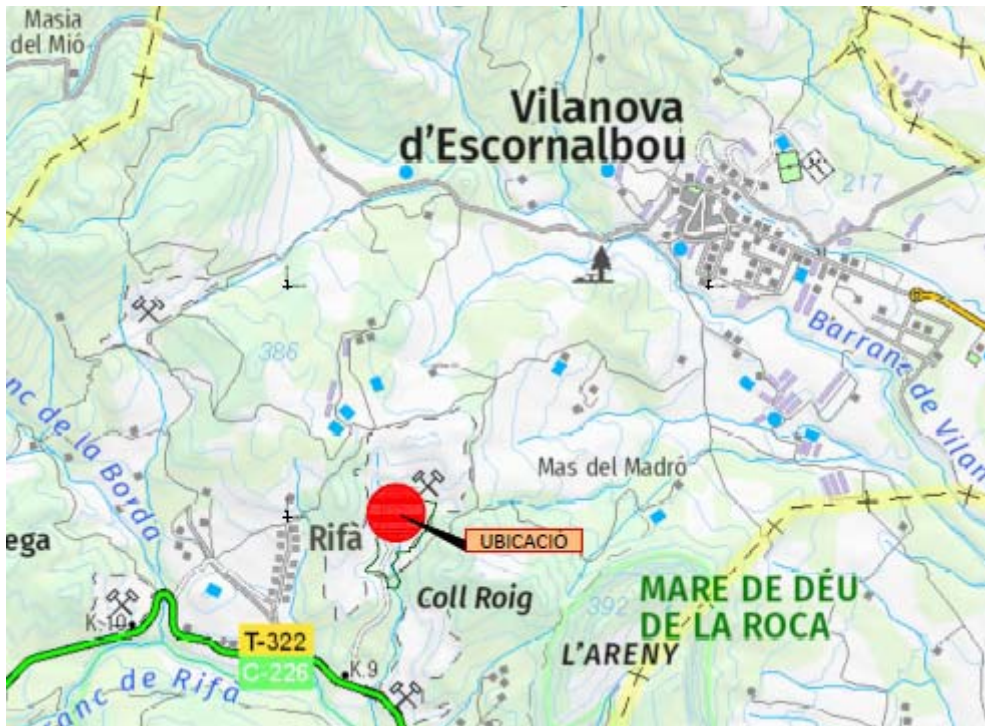 Masia
del Mió
Vilanova
d'Escornalbou
217
386
Barranc de Vilan
nc de la Borda
Mas del Madró
Rifà
UBICACIÓ
ega
Coll Roig
392
MARE DE DÉU
DE LA ROCA
K.10
T-322
C-226
K.9
L'ARENY
anc de Rifà